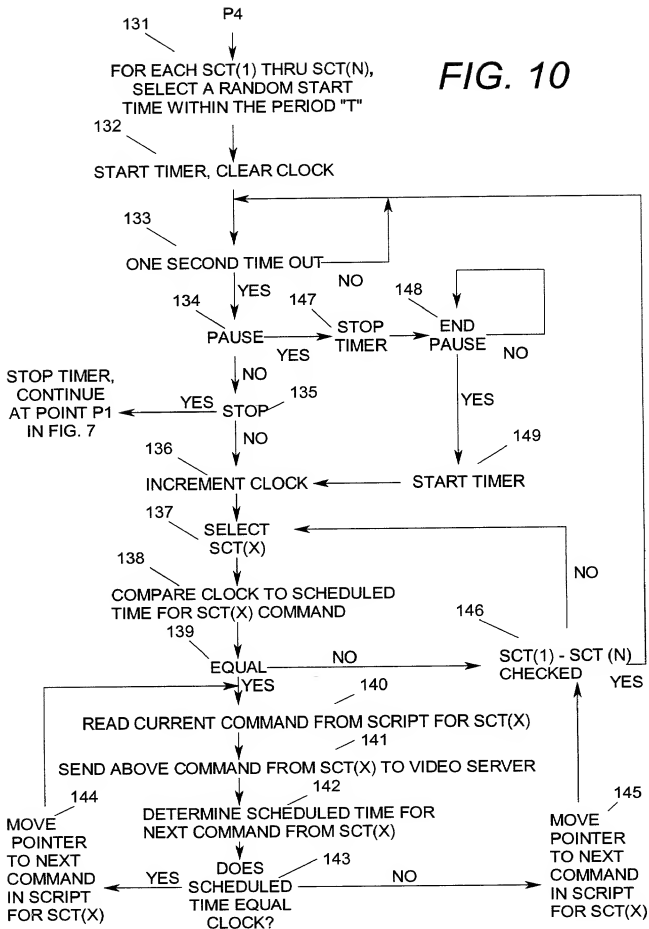 P4
131
FOR EACH SCT(1) THRU SCT(N),
SELECT A RANDOM START
TIME WITHIN THE PERIOD "T"
FIG. 10
132
START TIMER, CLEAR CLOCK
133
ONE SECOND TIME OUT
NO
YES
134
PAUSE
YES
147
STOP
TIMER
148
END
PAUSE
NO
NO
YES
STOP TIMER,
CONTINUE
AT POINT P1
IN FIG. 7
YES
STOP
135
NO
136
INCREMENT CLOCK
149
START TIMER
137
SELECT
SCT(X)
138
COMPARE CLOCK TO SCHEDULED
TIME FOR SCT(X) COMMAND
NO
139
EQUAL
NO
YES
146
SCT(1) - SCT (N)
CHECKED
YES
140
READ CURRENT COMMAND FROM SCRIPT FOR SCT(X)
141
SEND ABOVE COMMAND FROM SCT(X) TO VIDEO SERVER
142
DETERMINE SCHEDULED TIME FOR
NEXT COMMAND FROM SCT(X)
143
DOES
SCHEDULED
TIME EQUAL
CLOCK?
YES
NO
144
MOVE
POINTER
TO NEXT
COMMAND
IN SCRIPT
FOR SCT(X)
145
MOVE
POINTER
TO NEXT
COMMAND
IN SCRIPT
FOR SCT(X)